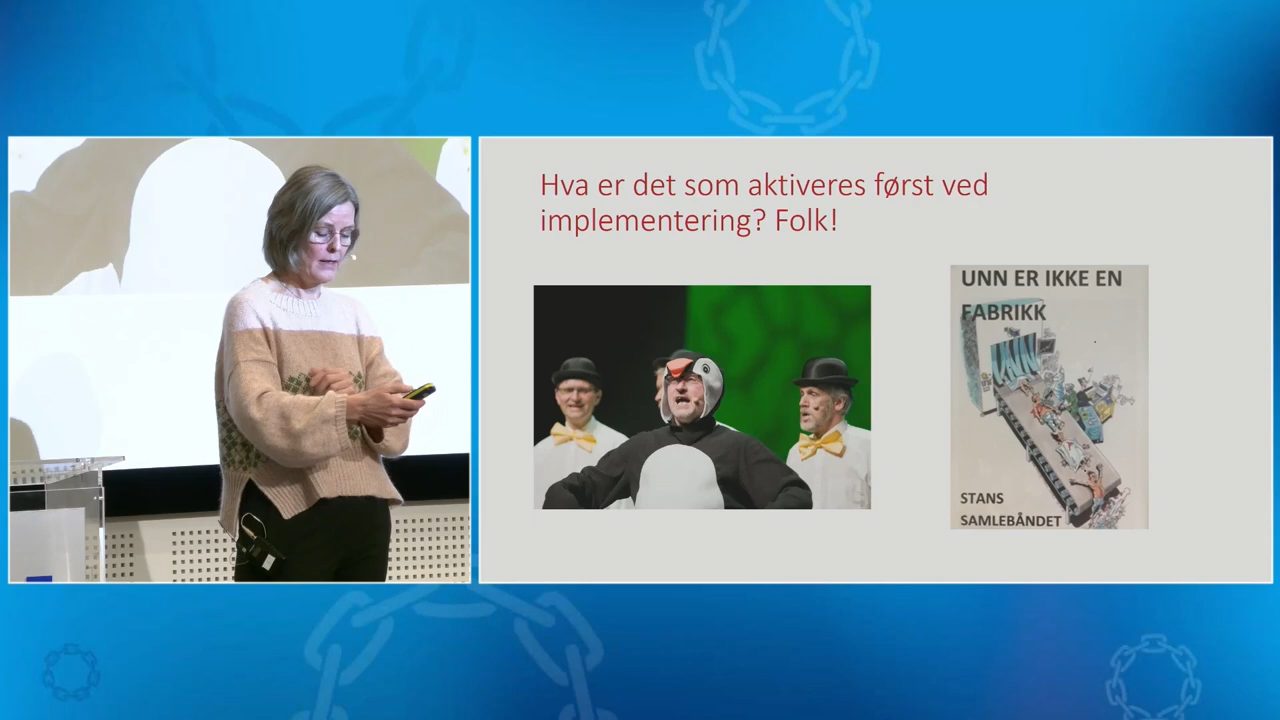 Hva er det som aktiveres først ved
implementering? Folk!
UNN ER IKKE EN
FABRIKK
UNN
STANS
SAMLEBÅNDET